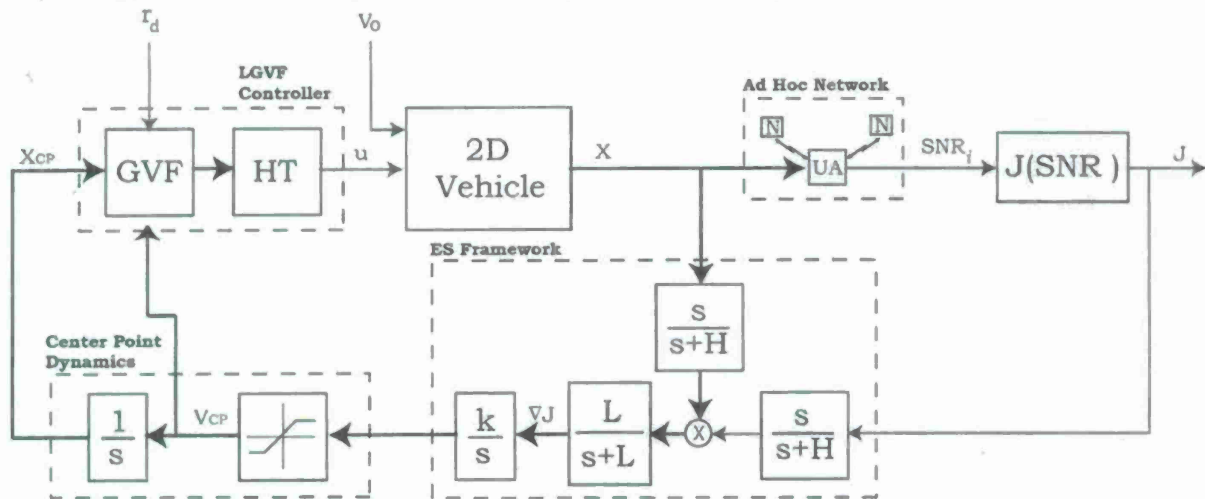 r_d
V_0
LGVF
Controller
Ad Hoc Network
X_CP
GVF
HT
u
2D
Vehicle
X
N
N
UA
SNR_i
J(SNR )
J
ES Framework
s
s+H
Center Point
Dynamics
1
s
V_CP
k
s
∇J
L
s+L
X
s
s+H